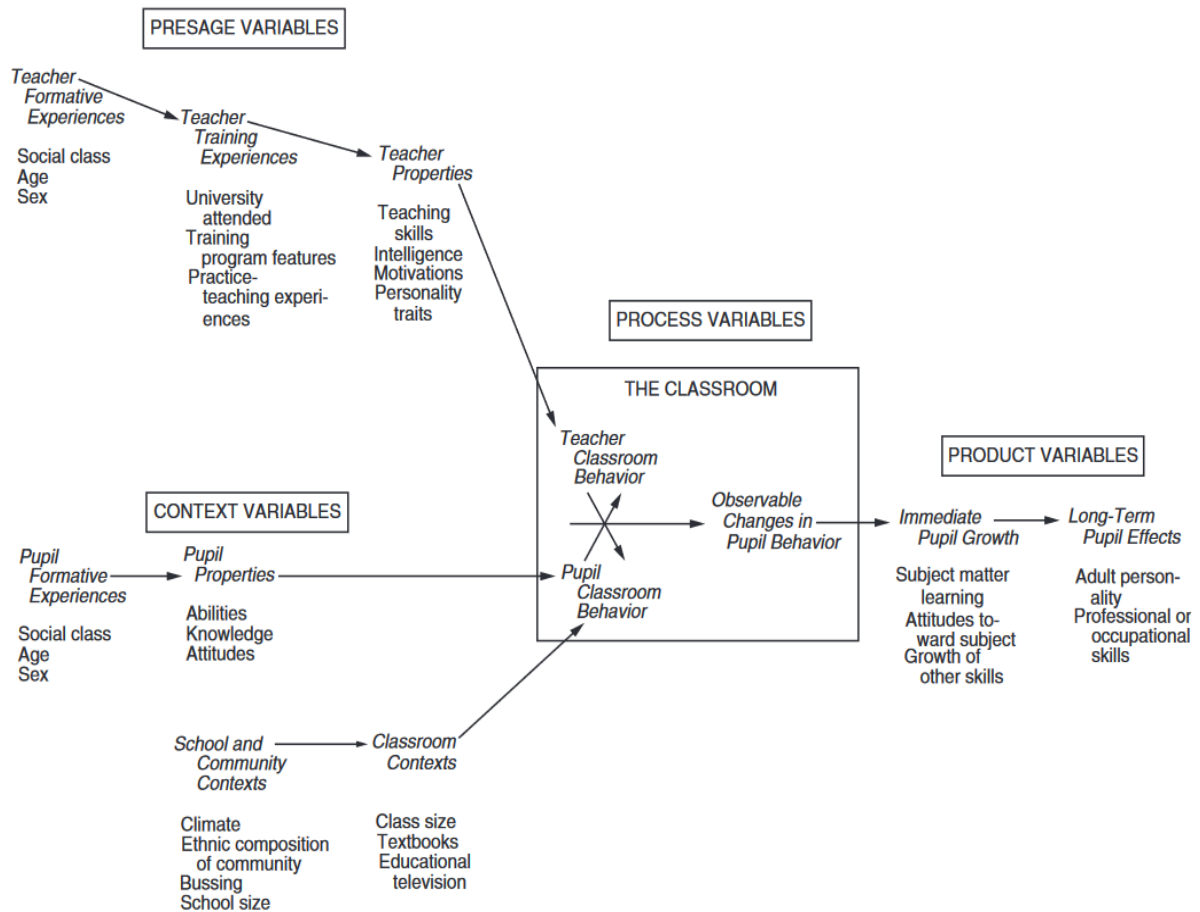 PRESAGE VARIABLES
Teacher
Formative
Experiences
Social class
Age
Sex
Teacher
Training
Experiences
University
attended
Training
program features
Practice-
teaching experi-
ences
Teacher
Properties
Teaching
skills
Intelligence
Motivations
Personality
traits
PROCESS VARIABLES
THE CLASSROOM
Teacher
Classroom
Behavior
Observable
Changes in
Pupil Behavior
Pupil
Classroom
Behavior
CONTEXT VARIABLES
Pupil
Formative
Experiences
Social class
Age
Sex
Pupil
Properties
Abilities
Knowledge
Attitudes
School and
Community
Contexts
Climate
Ethnic composition
of community
Bussing
School size
Classroom
Contexts
Class size
Textbooks
Educational
television
PRODUCT VARIABLES
Immediate
Pupil Growth
Subject matter
learning
Attitudes to-
ward subject
Growth of
other skills
Long-Term
Pupil Effects
Adult person-
ality
Professional or
occupational
skills